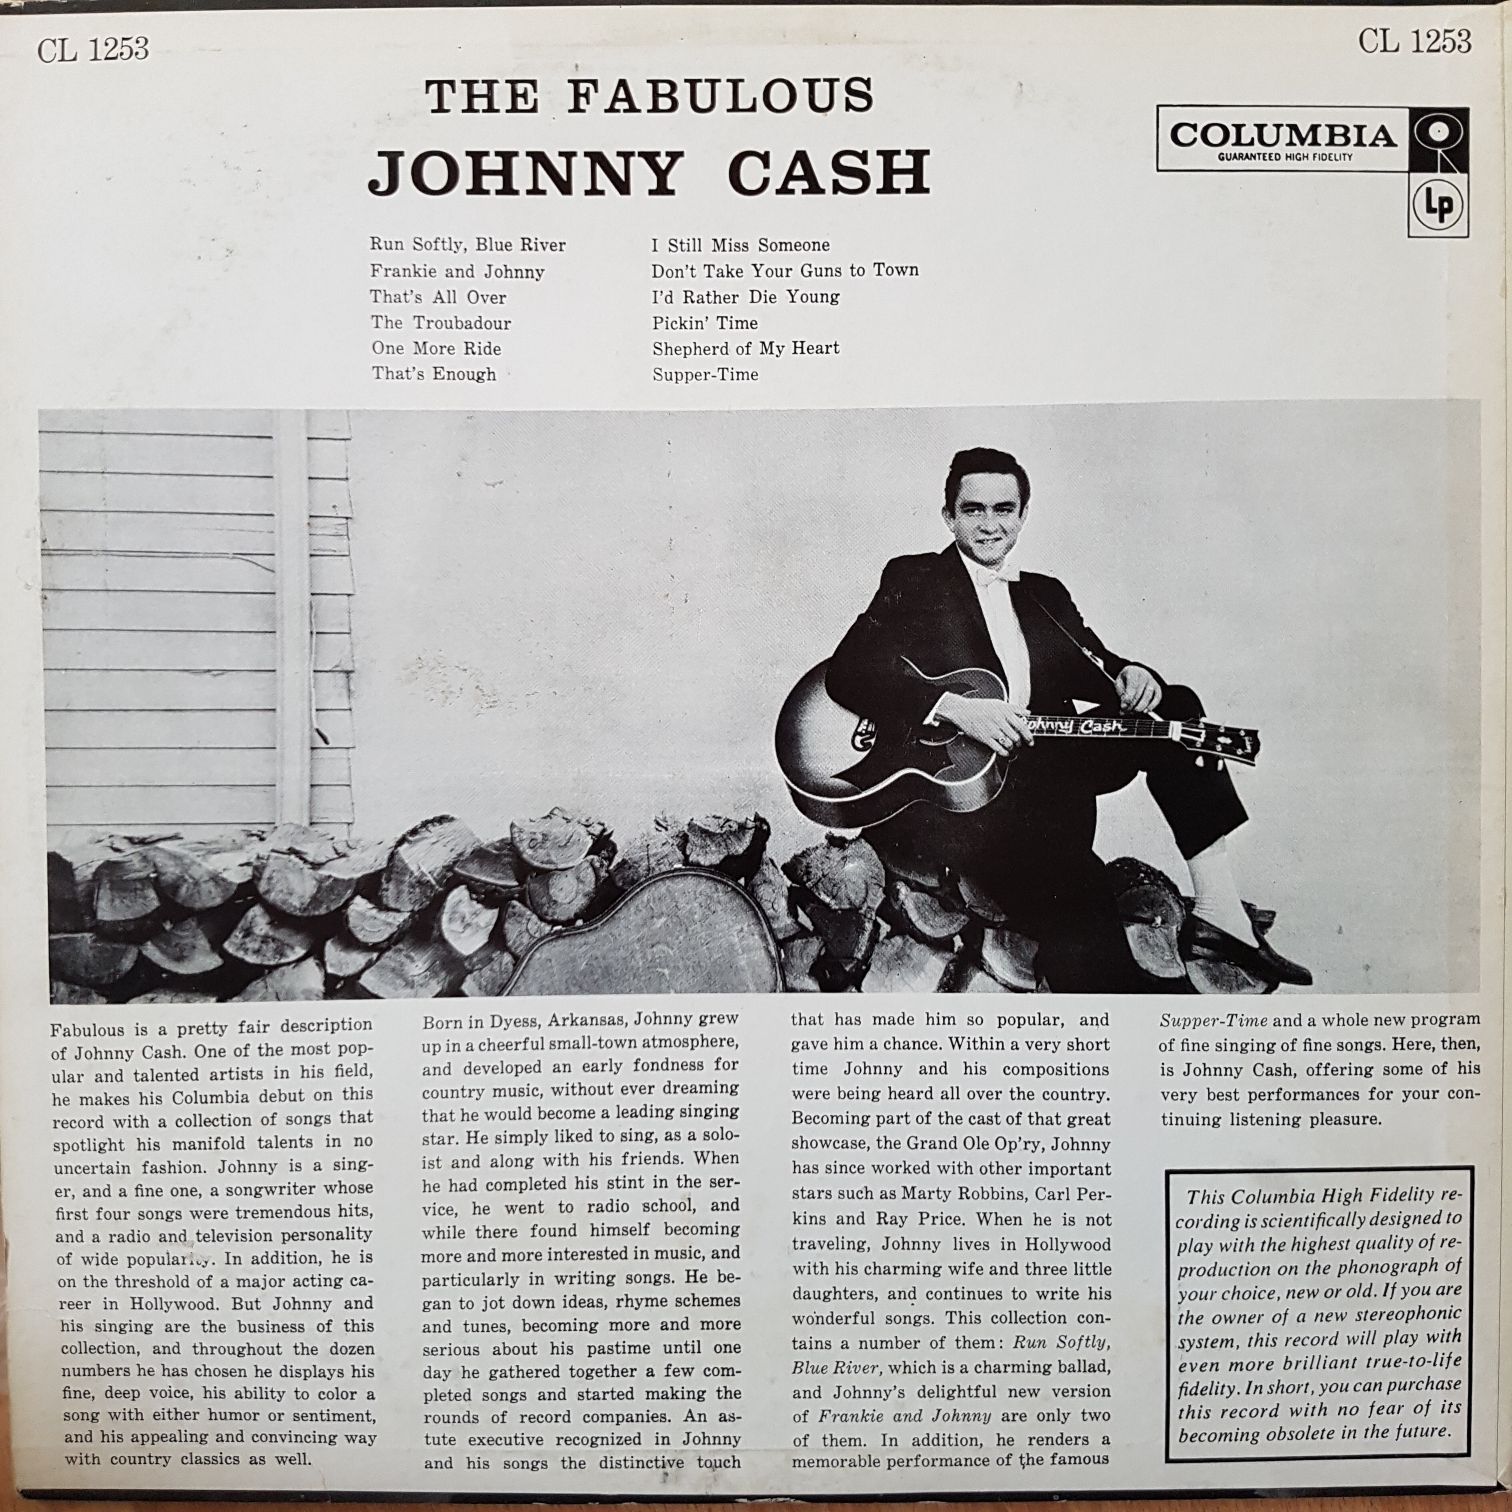 CL 1253
CL 1253
THE FABULOUS
JOHNNY CASH
COLUMBIA
GUARANTEED HIGH FIDELITY
Lp
Run Softly, Blue River
Frankie and Johnny
That's All Over
The Troubadour
One More Ride
That's Enough
I Still Miss Someone
Don't Take Your Guns to Town
I'd Rather Die Young
Pickin' Time
Shepherd of My Heart
Supper-Time
Johnny Cash
Fabulous is a pretty fair description
of Johnny Cash. One of the most pop-
ular and talented artists in his field,
he makes his Columbia debut on this
record with a collection of songs that
spotlight his manifold talents in no
uncertain fashion. Johnny is a sing-
er, and a fine one, a songwriter whose
first four songs were tremendous hits,
and a radio and television personality
of wide popularity. In addition, he is
on the threshold of a major acting ca-
reer in Hollywood. But Johnny and
his singing are the business of this
collection, and throughout the dozen
numbers he has chosen he displays his
fine, deep voice, his ability to color a
song with either humor or sentiment,
and his appealing and convincing way
with country classics as well.
Born in Dyess, Arkansas, Johnny grew
up in a cheerful small-town atmosphere,
and developed an early fondness for
country music, without ever dreaming
that he would become a leading singing
star. He simply liked to sing, as a solo-
ist and along with his friends. When
he had completed his stint in the ser-
vice, he went to radio school, and
while there found himself becoming
more and more interested in music, and
particularly in writing songs. He be-
gan to jot down ideas, rhyme schemes
and tunes, becoming more and more
serious about his pastime until one
day he gathered together a few com-
pleted songs and started making the
rounds of record companies. An as-
tute executive recognized in Johnny
and his songs the distinctive touch
that has made him so popular, and
gave him a chance. Within a very short
time Johnny and his compositions
were being heard all over the country.
Becoming part of the cast of that great
showcase, the Grand Ole Op'ry, Johnny
has since worked with other important
stars such as Marty Robbins, Carl Per-
kins and Ray Price. When he is not
traveling, Johnny lives in Hollywood
with his charming wife and three little
daughters, and continues to write his
wonderful songs. This collection con-
tains a number of them: Run Softly,
Blue River, which is a charming ballad,
and Johnny's delightful new version
of Frankie and Johnny are only two
of them. In addition, he renders a
memorable performance of the famous
Supper-Time and a whole new program
of fine singing of fine songs. Here, then,
is Johnny Cash, offering some of his
very best performances for your con-
tinuing listening pleasure.
This Columbia High Fidelity re-
cording is scientifically designed to
play with the highest quality of re-
production on the phonograph of
your choice, new or old. If you are
the owner of a new stereophonic
system, this record will play with
even more brilliant true-to-life
fidelity. In short, you can purchase
this record with no fear of its
becoming obsolete in the future.